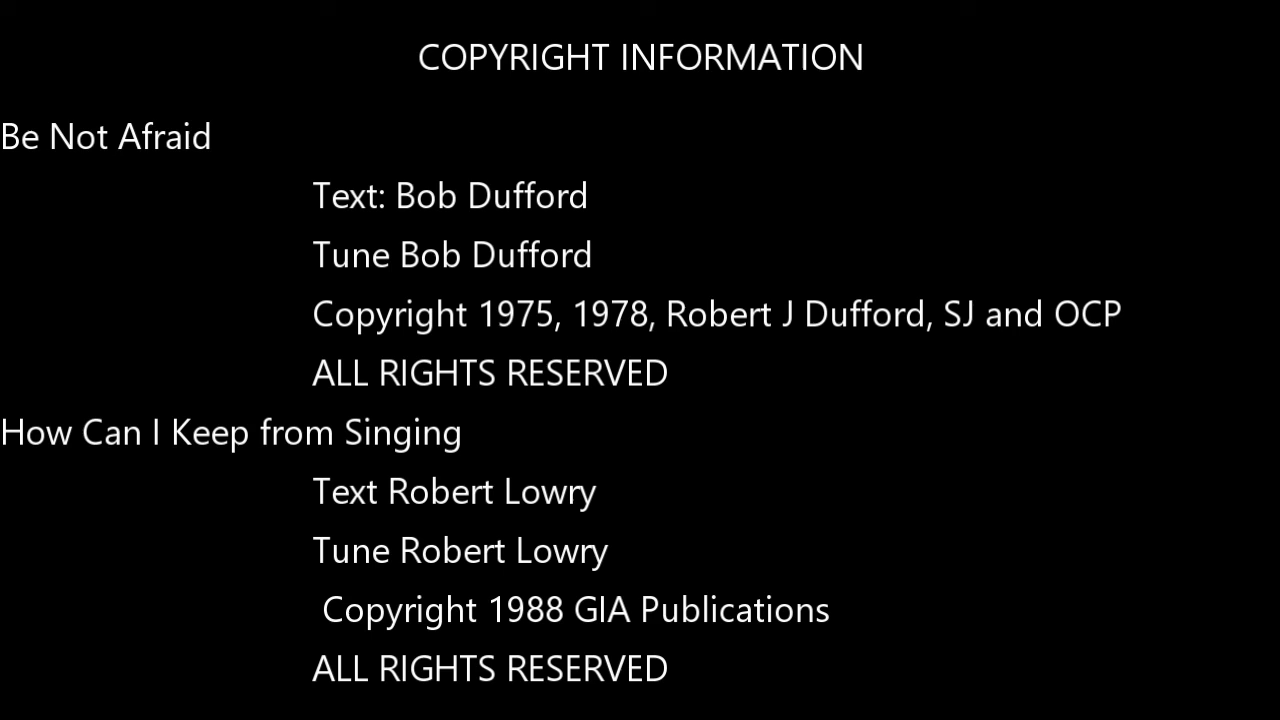 COPYRIGHT INFORMATION
Be Not Afraid
Text: Bob Dufford
Tune Bob Dufford
Copyright 1975, 1978, Robert J Dufford, SJ and OCP
ALL RIGHTS RESERVED
How Can I Keep from Singing
Text Robert Lowry
Tune Robert Lowry
Copyright 1988 GIA Publications
ALL RIGHTS RESERVED